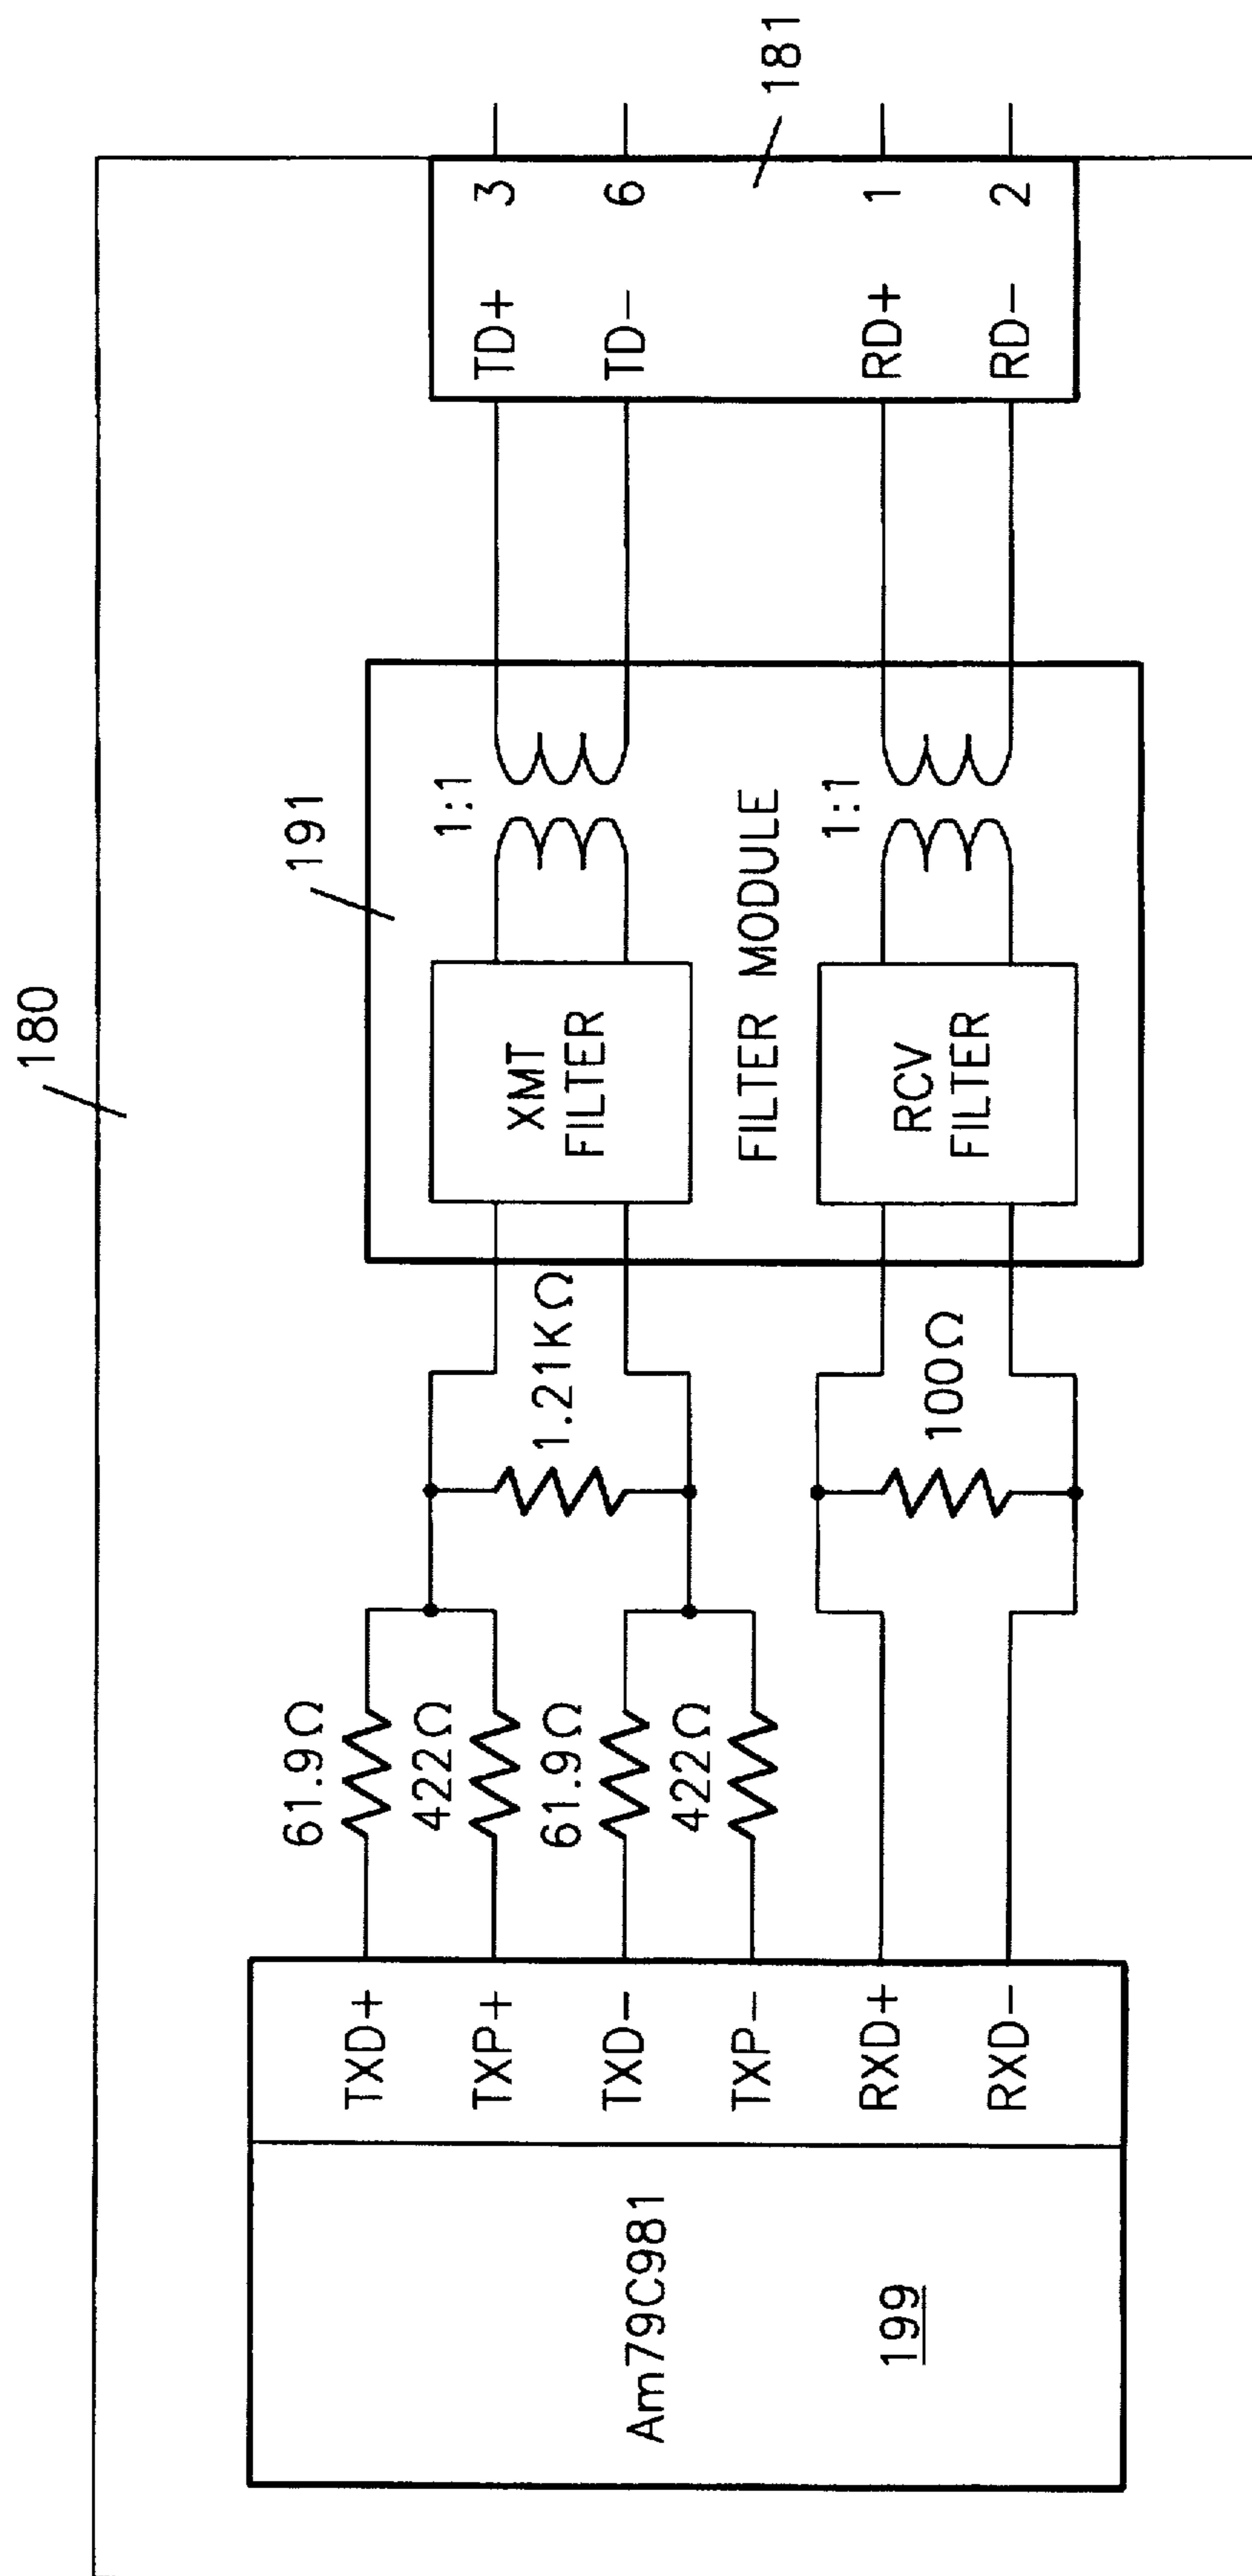 180
191
181
Am79C981
199
TXD+
TXP+
TXD−
TXP−
RXD+
RXD−
61.9Ω
422Ω
61.9Ω
422Ω
1.21KΩ
100Ω
XMT
FILTER
1:1
FILTER MODULE
RCV
FILTER
1:1
TD+ 3
TD− 6
RD+ 1
RD− 2